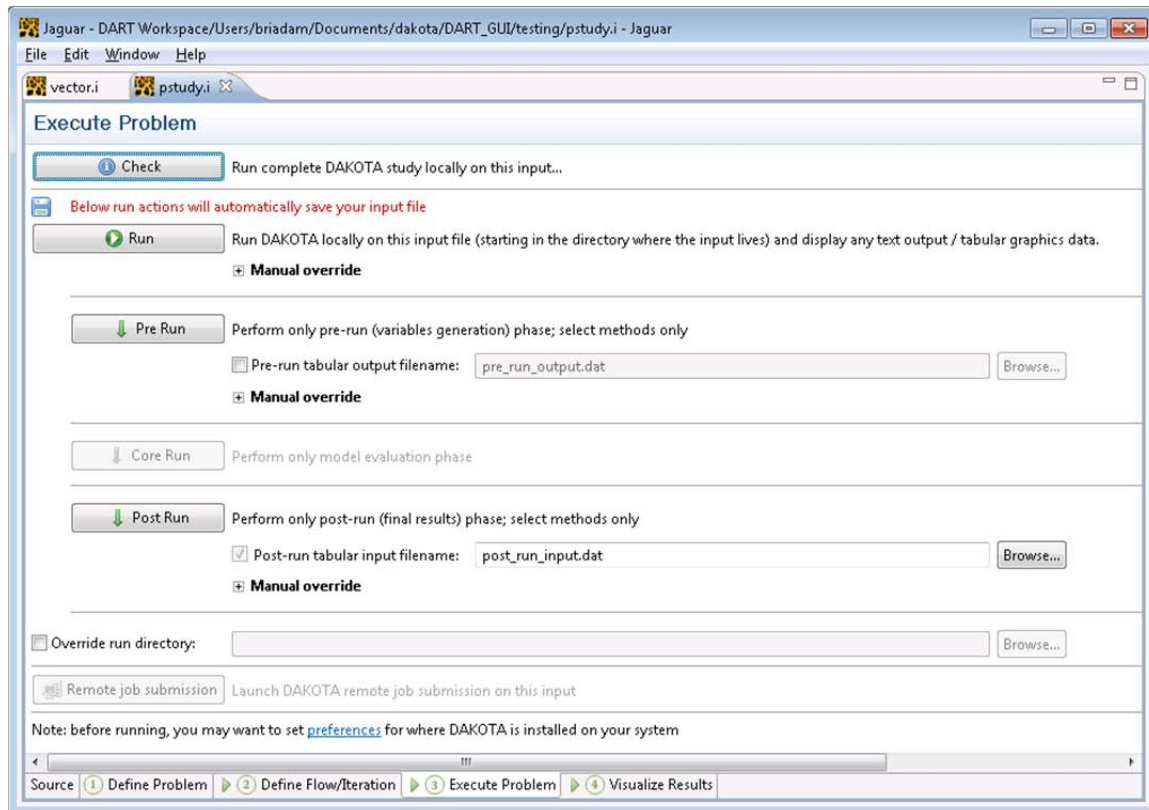 Jaguar - DART Workspace/Users/briadam/Documents/dakota/DART_GUI/testing/pstudy.i - Jaguar
File Edit Window Help
vector.i pstudy.i
Execute Problem
Check Run complete DAKOTA study locally on this input...
Below run actions will automatically save your input file
Run Run DAKOTA locally on this input file (starting in the directory where the input lives) and display any text output / tabular graphics data.
Manual override
Pre Run Perform only pre-run (variables generation) phase; select methods only
Pre-run tabular output filename: pre_run_output.dat Browse...
Manual override
Core Run Perform only model evaluation phase
Post Run Perform only post-run (final results) phase; select methods only
Post-run tabular input filename: post_run_input.dat Browse...
Manual override
Override run directory: Browse...
Remote job submission Launch DAKOTA remote job submission on this input
Note: before running, you may want to set preferences for where DAKOTA is installed on your system
Source 1 Define Problem 2 Define Flow/Iteration 3 Execute Problem 4 Visualize Results